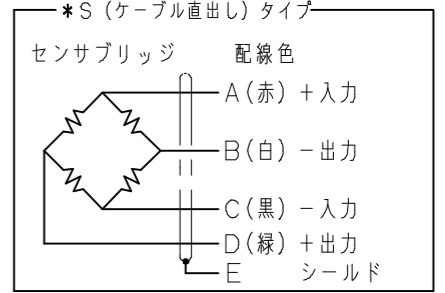 *S(ケーブル直出し)タイプ
センサブリッジ 配線色
A(赤)+入力
B(白)-出力
C(黒)-入力
D(緑)+出力
E シールド